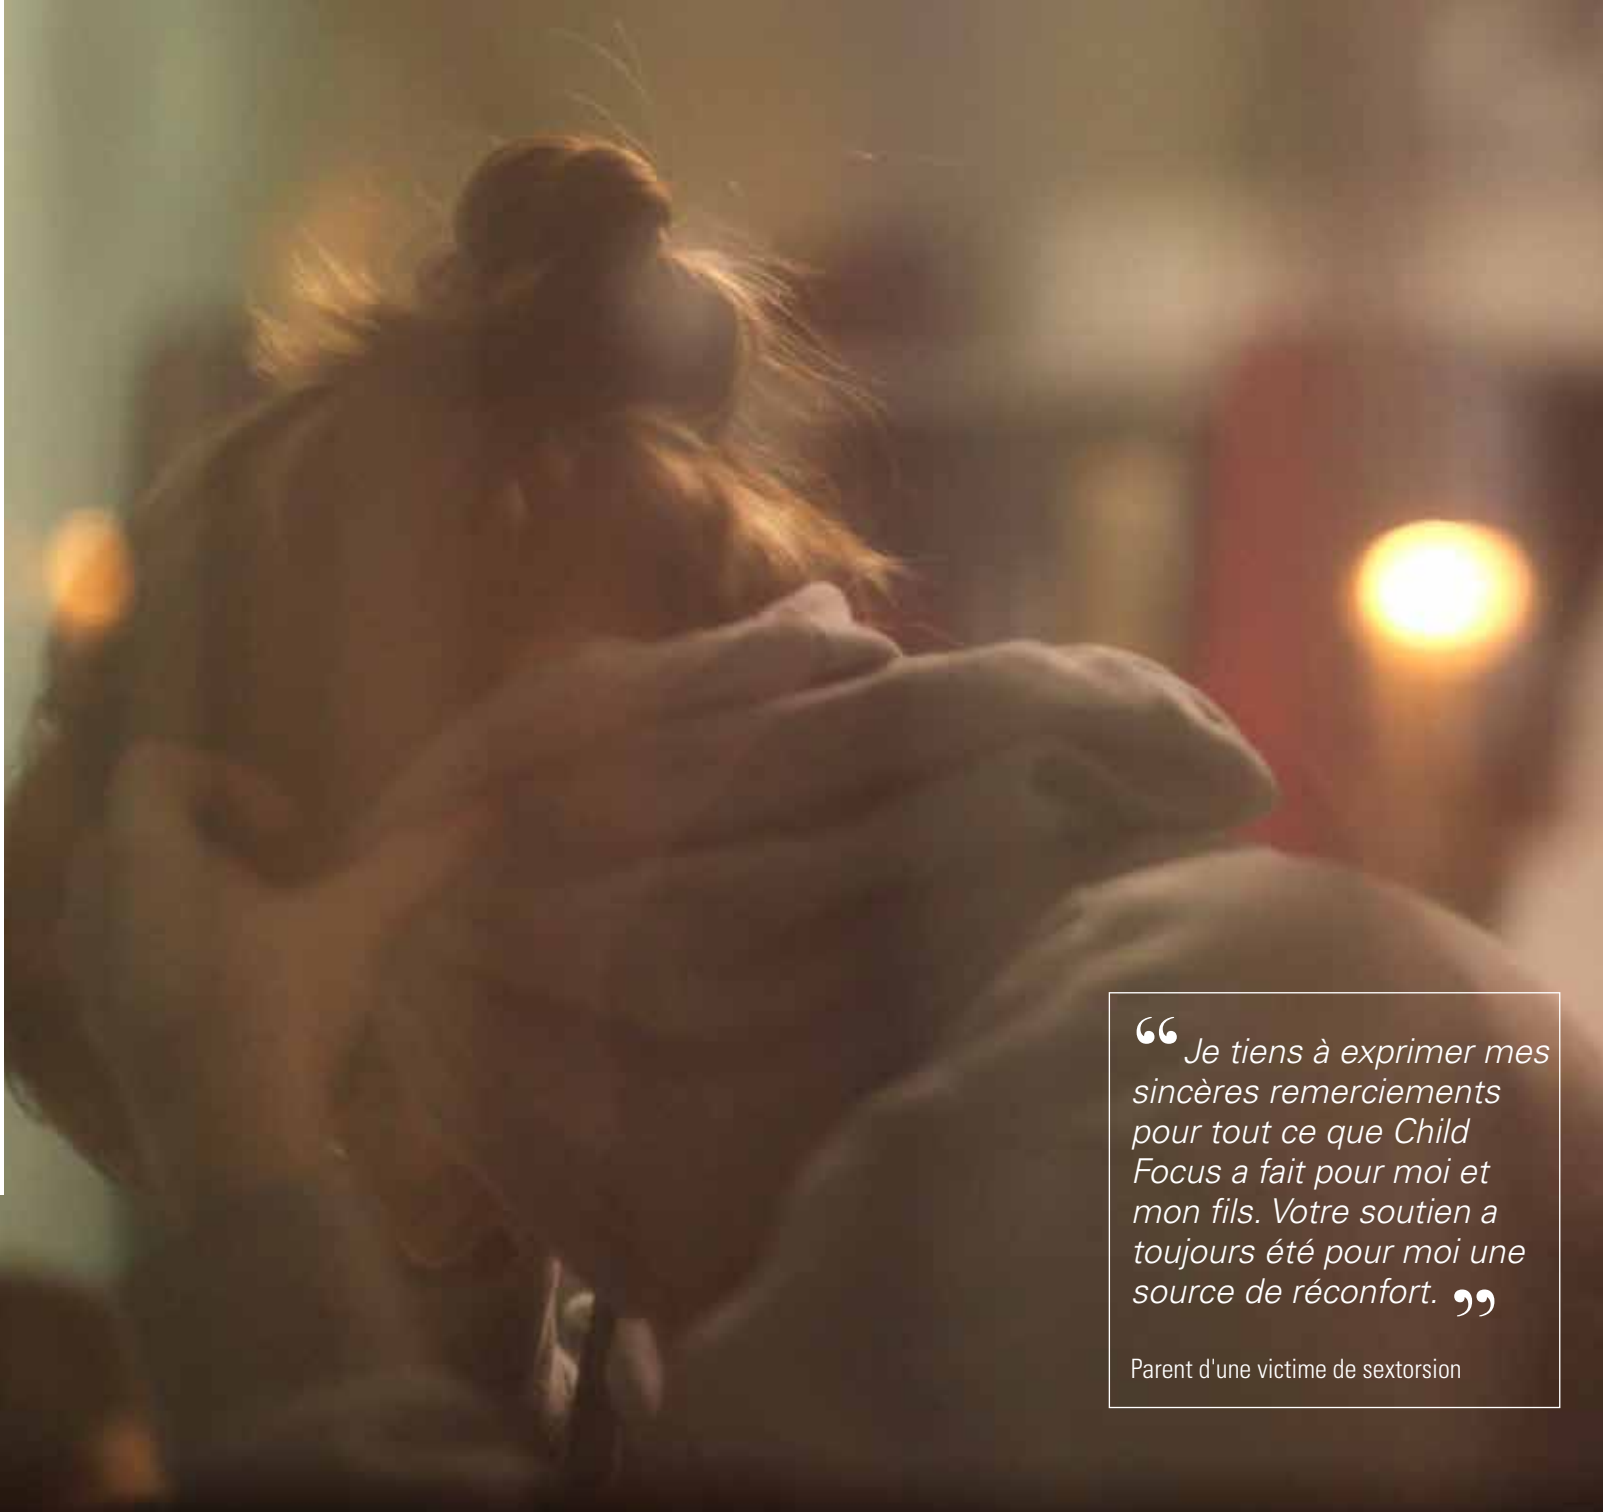 “ Je tiens à exprimer mes
sincères remerciements
pour tout ce que Child
Focus a fait pour moi et
mon fils. Votre soutien a
toujours été pour moi une
source de réconfort. ”
Parent d'une victime de sextorsion